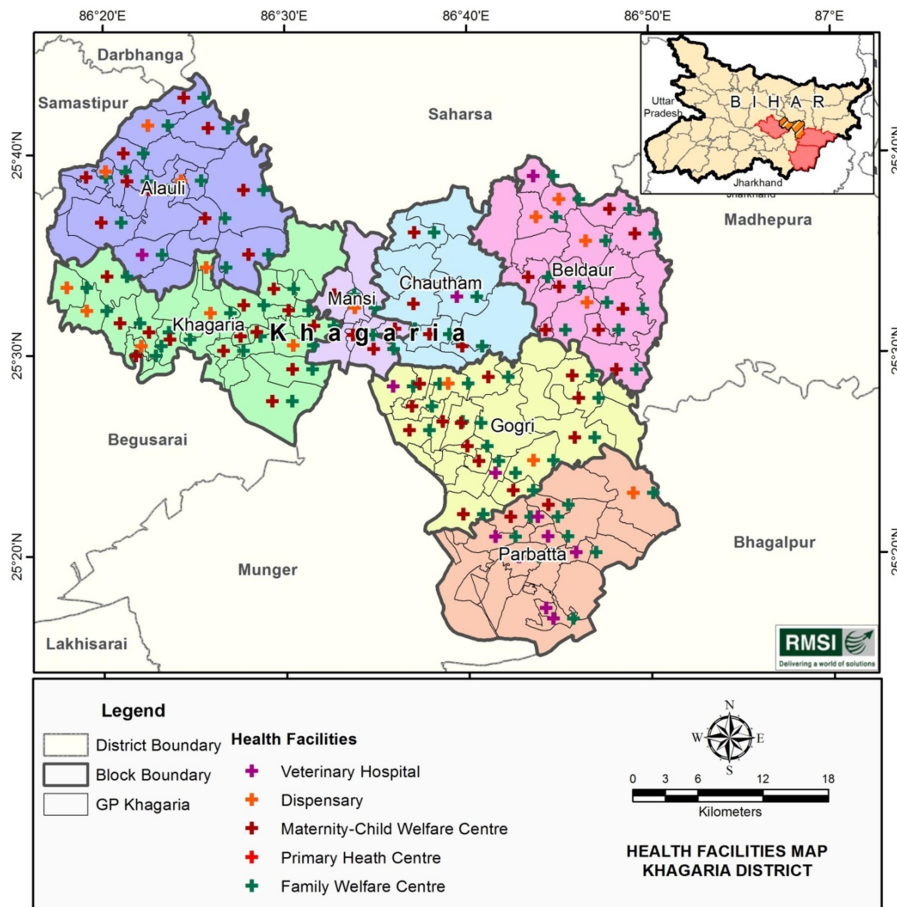 86°20'E 86°30'E 86°40'E 86°50'E 87°E
Darbhanga
Samastipur
Saharsa
Uttar
Pradesh
BIHAR
Jharkhand
Jharkhand
25°40'N
25°40'N
Alauli
Madhepura
Beldaur
Chautham
Mansi
Khagaria
Khagaria
25°30'N
25°30'N
Gogri
Begusarai
Parbatta
Bhagalpur
25°20'N
25°20'N
Munger
Lakhisarai
RMSI
Delivering a world of solutions
Legend
District Boundary
Block Boundary
GP Khagaria
Health Facilities
Veterinary Hospital
Dispensary
Maternity-Child Welfare Centre
Primary Heath Centre
Family Welfare Centre
N
W E
S
0 3 6 12 18
Kilometers
HEALTH FACILITIES MAP
KHAGARIA DISTRICT